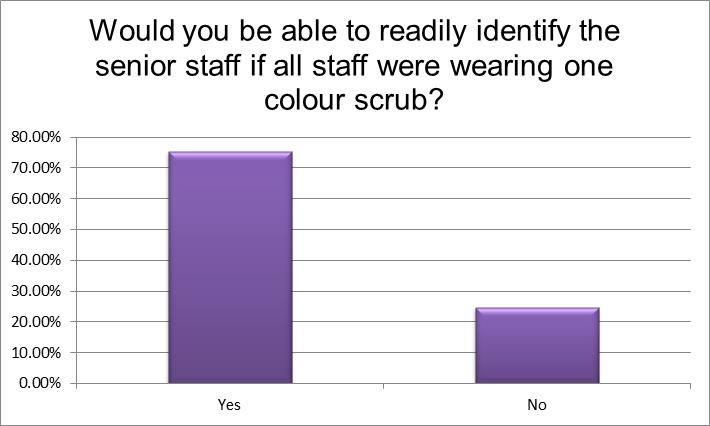 Would you be able to readily identify the
senior staff if all staff were wearing one
colour scrub?
80.00%
70.00%
60.00%
50.00%
40.00%
30.00%
20.00%
10.00%
0.00%
Yes
No